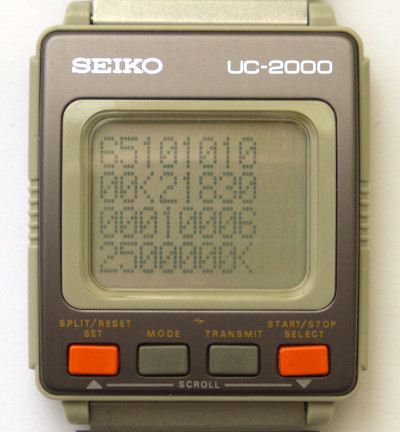 SEIKO UC-2000
65101010
00K21830
00010006
2500000K
SPLIT/RESET SET MODE TRANSMIT START/STOP SELECT
SCROLL